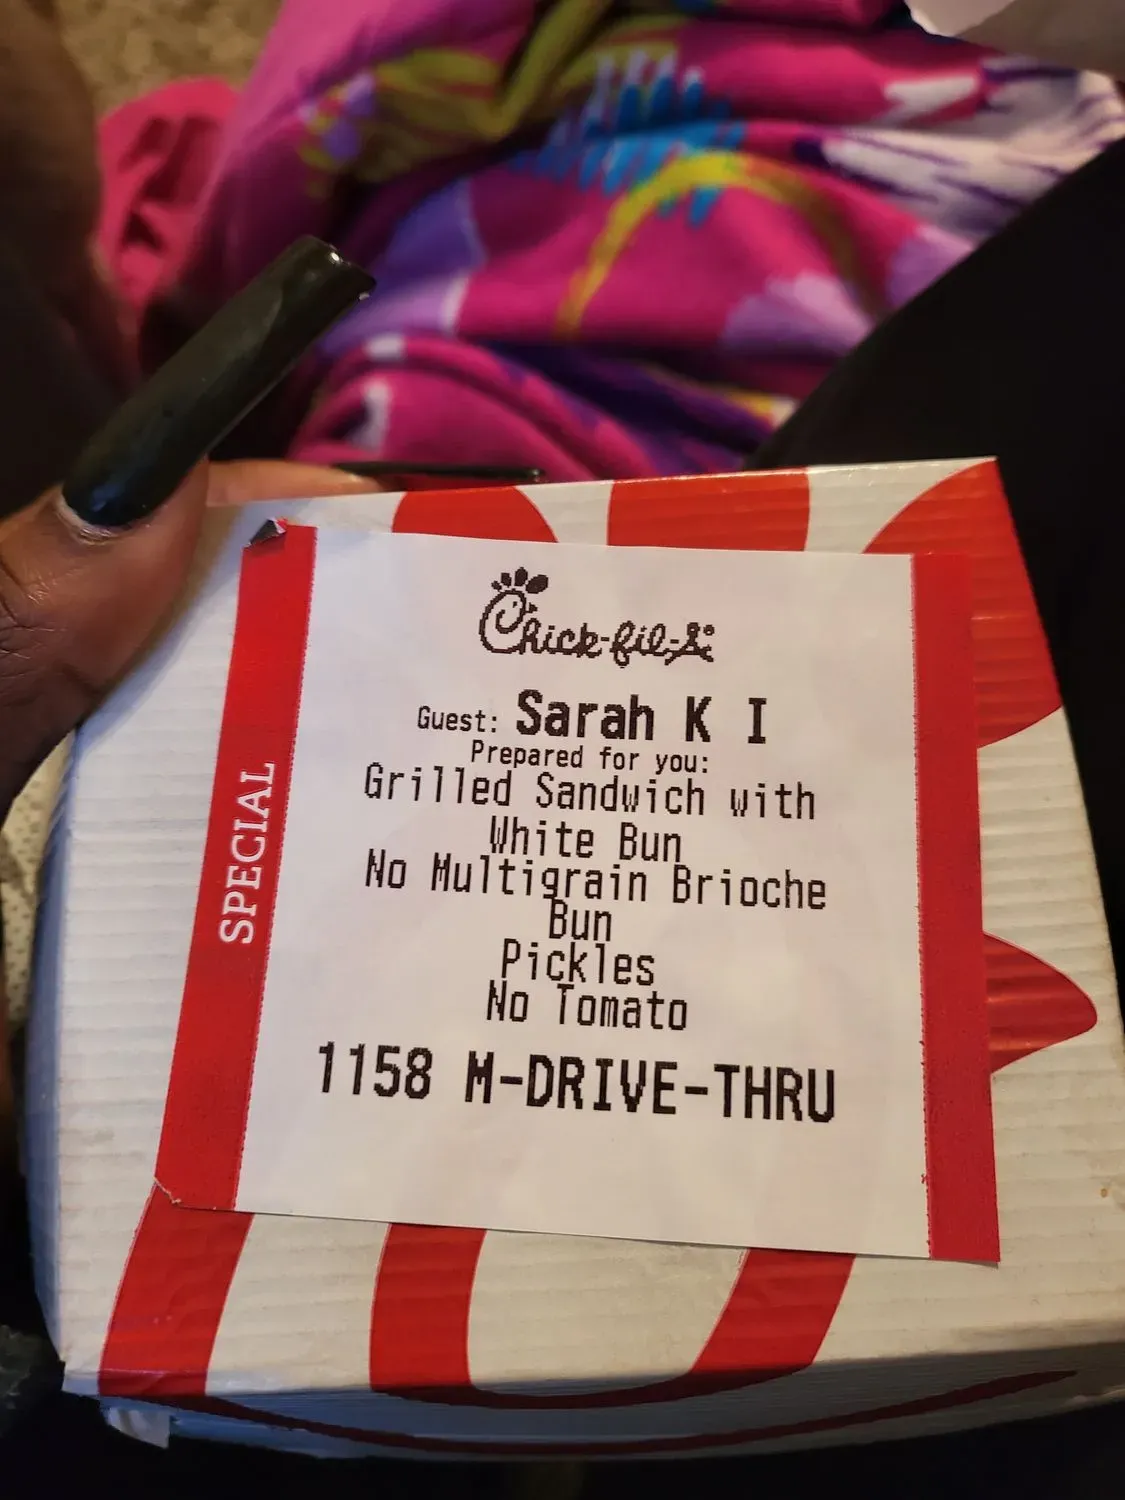 Chick-fil-A
Guest: Sarah K I
Prepared for you:
Grilled Sandwich with
White Bun
No Multigrain Brioche
Bun
Pickles
No Tomato
1158 M-DRIVE-THRU
SPECIAL